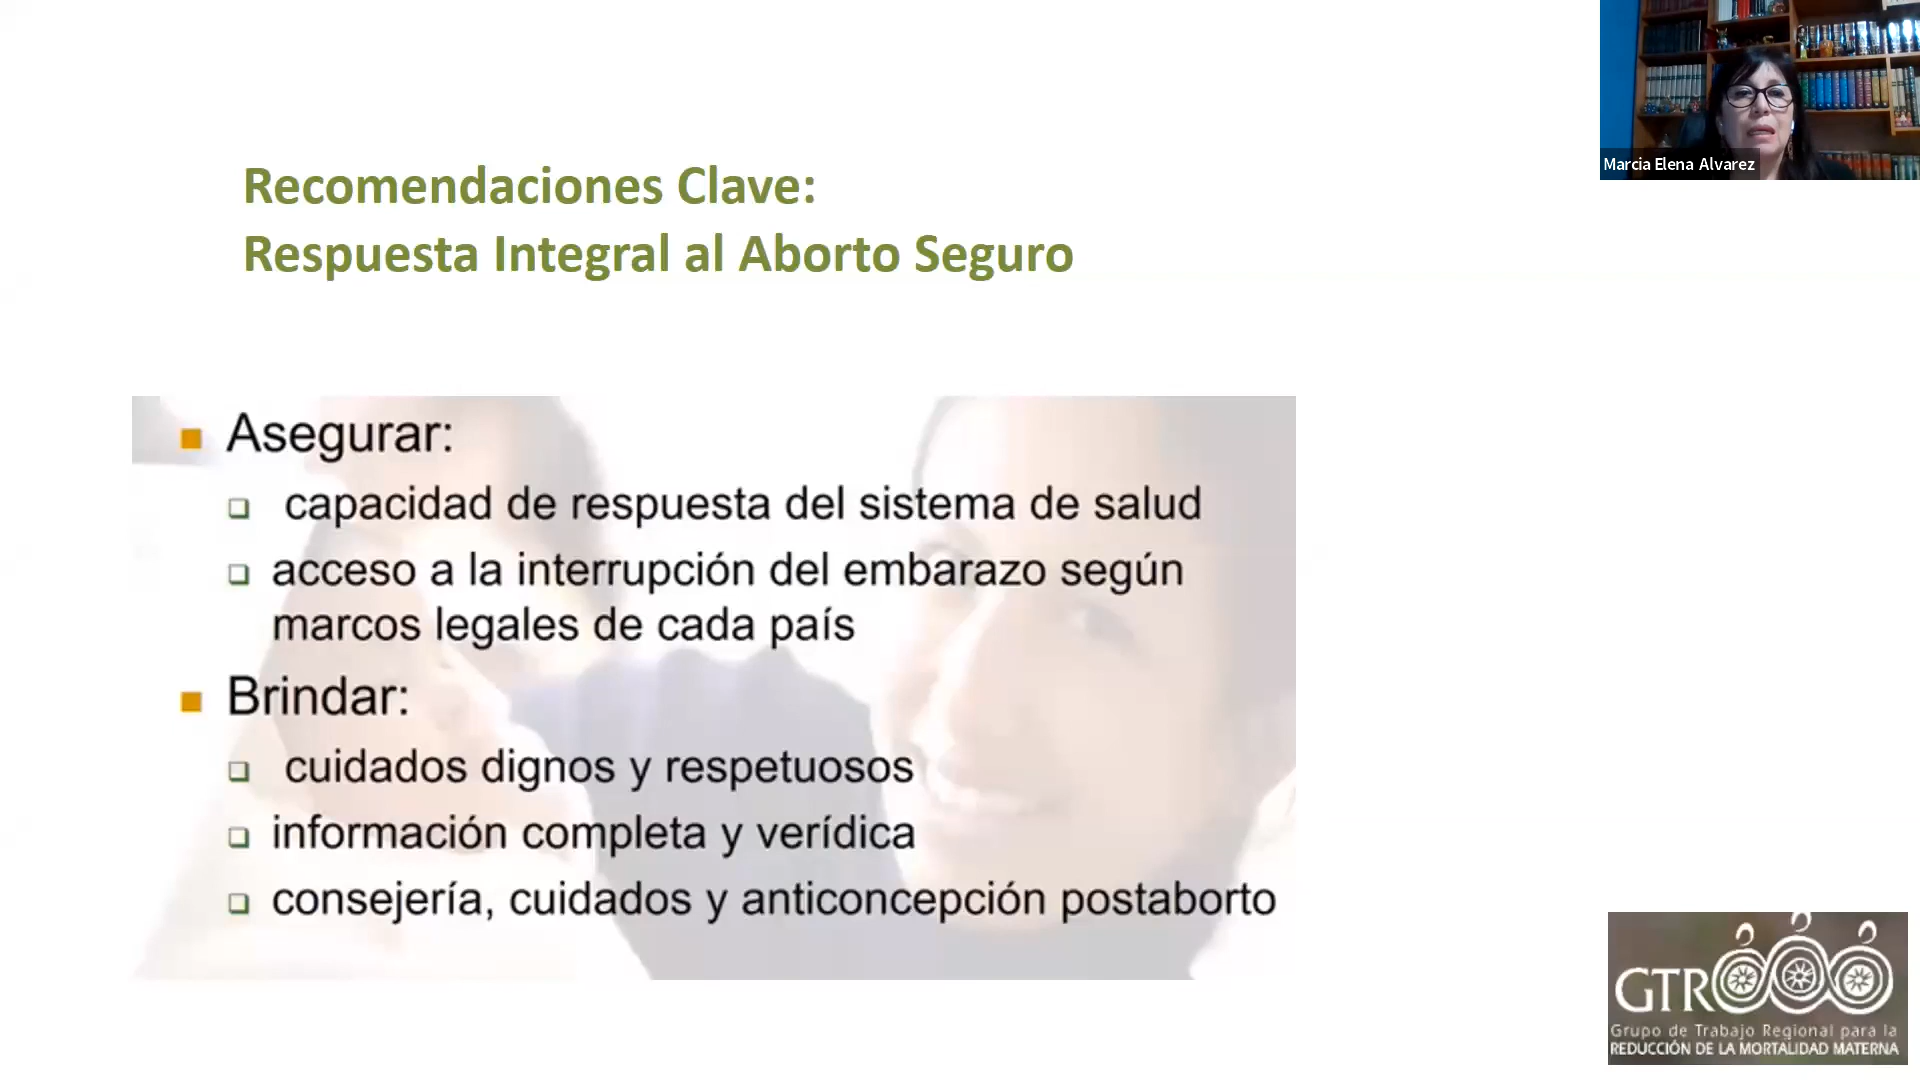 Marcia Elena Alvarez
Recomendaciones Clave:
Respuesta Integral al Aborto Seguro
Asegurar:
capacidad de respuesta del sistema de salud
acceso a la interrupción del embarazo según
marcos legales de cada país
Brindar:
cuidados dignos y respetuosos
información completa y verídica
consejería, cuidados y anticoncepción postaborto
GTR
Grupo de Trabajo Regional para la
REDUCCIÓN DE LA MORTALIDAD MATERNA